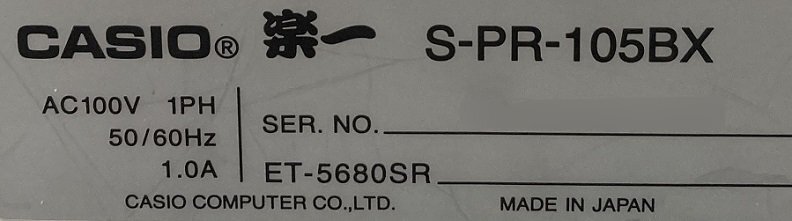 CASIO® 楽一 S-PR-105BX
AC100V 1PH
50/60Hz
1.0A
SER. NO.
ET-5680SR
CASIO COMPUTER CO.,LTD. MADE IN JAPAN